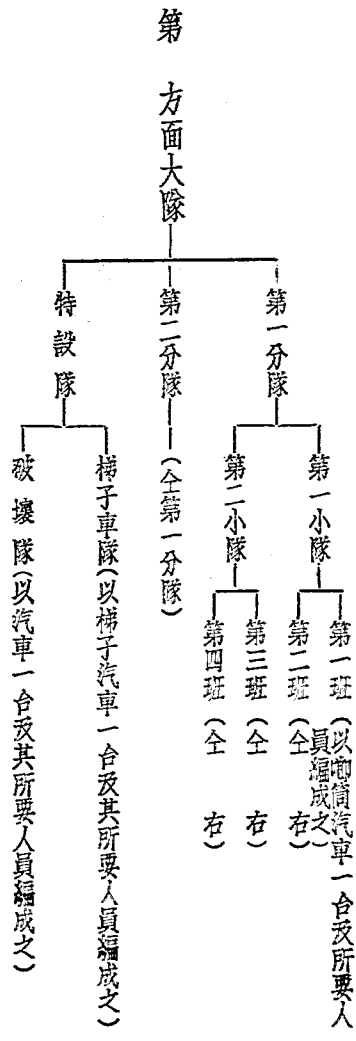 第　方面大隊
第一分隊
第一小隊
第一班（以喞筒汽車一台及所要人
員編成之）
第二班（仝　右）
第二小隊
第三班（仝　右）
第四班（仝　右）
第二分隊
（仝第一分隊）
特設隊
梯子車隊（以梯子汽車一台及其所要人員編成之）
破壞隊（以汽車一台及其所要人員編成之）